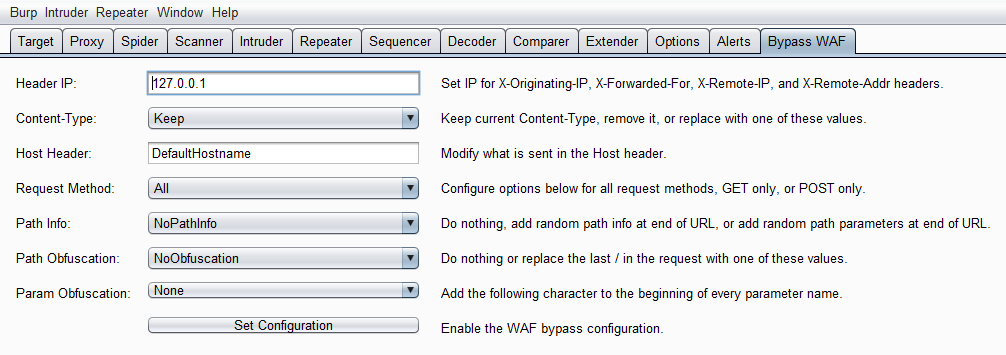 Burp Intruder Repeater Window Help
Target Proxy Spider Scanner Intruder Repeater Sequencer Decoder Comparer Extender Options Alerts Bypass WAF
Header IP: 127.0.0.1 Set IP for X-Originating-IP, X-Forwarded-For, X-Remote-IP, and X-Remote-Addr headers.
Content-Type: Keep Keep current Content-Type, remove it, or replace with one of these values.
Host Header: DefaultHostname Modify what is sent in the Host header.
Request Method: All Configure options below for all request methods, GET only, or POST only.
Path Info: NoPathInfo Do nothing, add random path info at end of URL, or add random path parameters at end of URL.
Path Obfuscation: NoObfuscation Do nothing or replace the last / in the request with one of these values.
Param Obfuscation: None Add the following character to the beginning of every parameter name.
Set Configuration Enable the WAF bypass configuration.